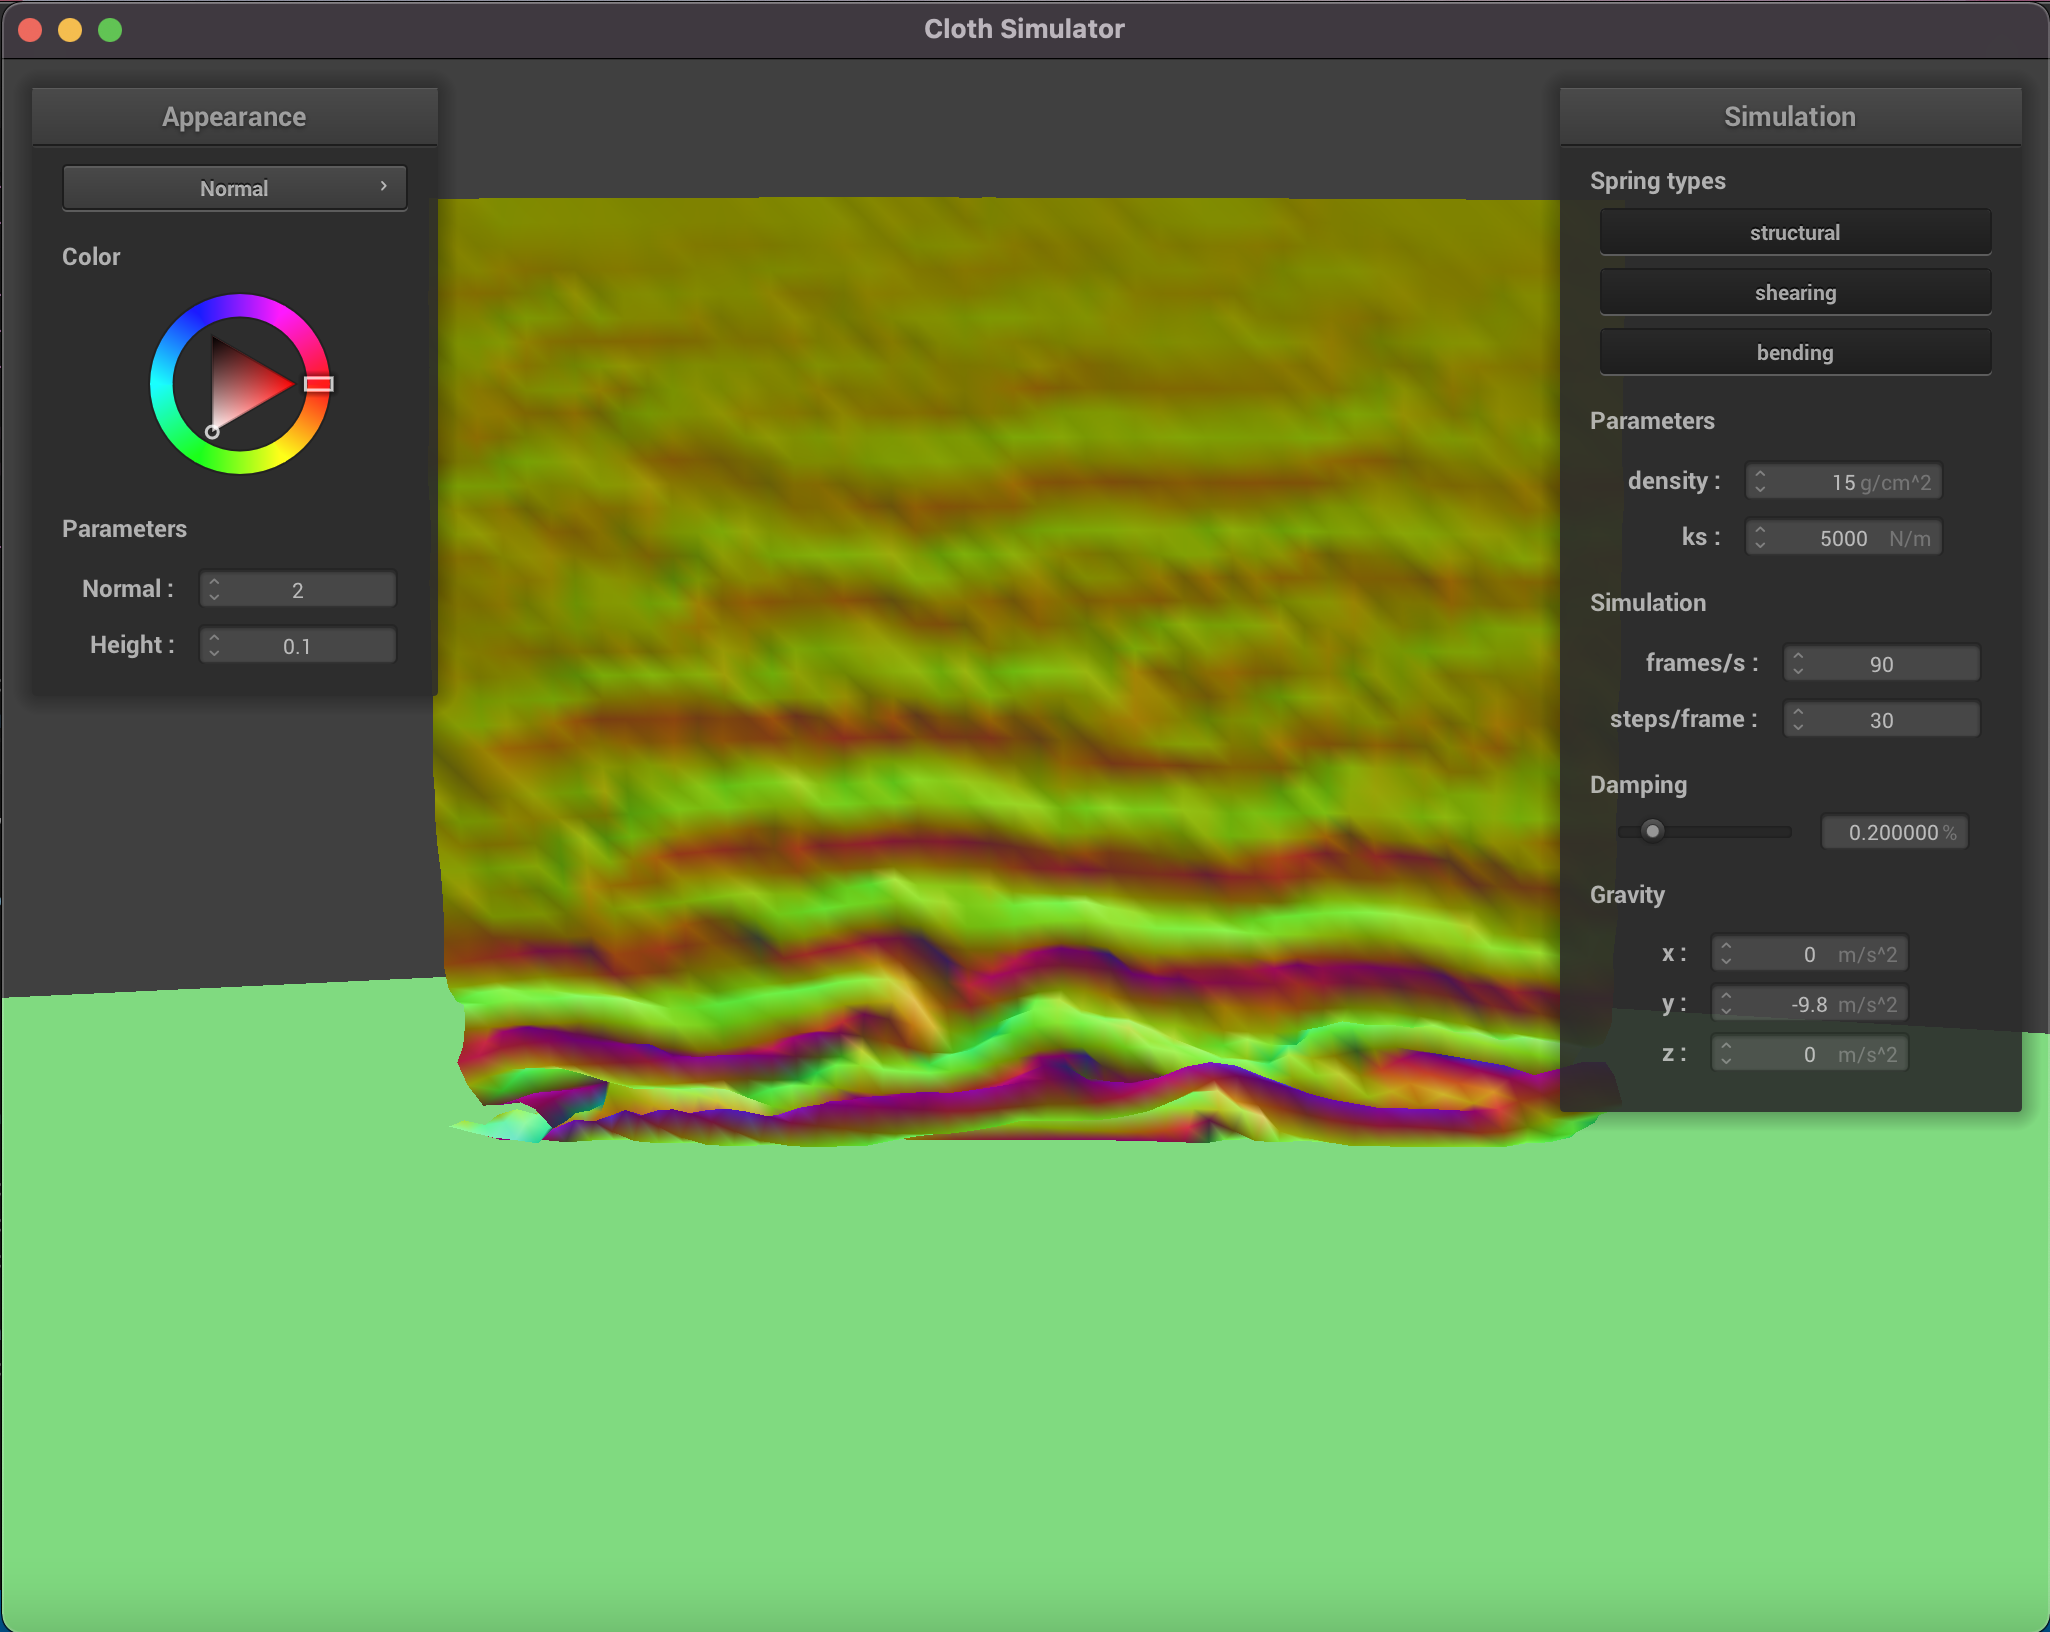 Cloth Simulator
Appearance
Normal
Color
Parameters
Normal : 2
Height : 0.1
Simulation
Spring types
structural
shearing
bending
Parameters
density : 15 g/cm^2
ks : 5000 N/m
Simulation
frames/s : 90
steps/frame : 30
Damping
0.200000 %
Gravity
x : 0 m/s^2
y : -9.8 m/s^2
z : 0 m/s^2